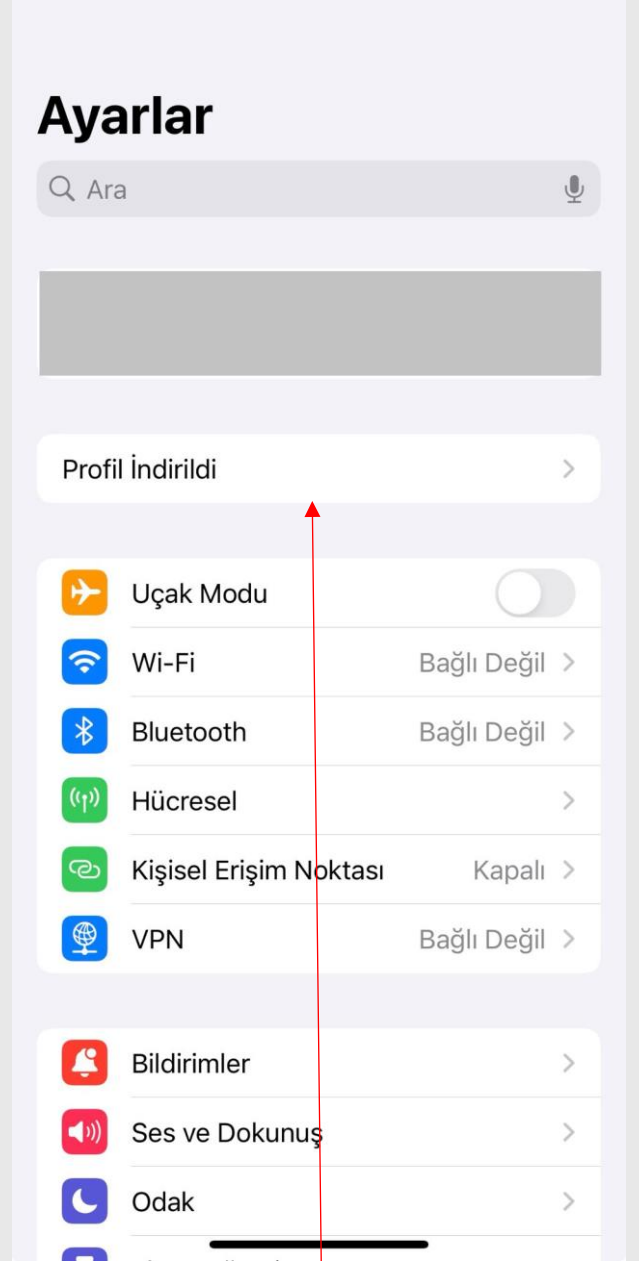 Ayarlar
Ara
Profil İndirildi
Uçak Modu
Wi-Fi Bağlı Değil
Bluetooth Bağlı Değil
Hücresel
Kişisel Erişim Noktası Kapalı
VPN Bağlı Değil
Bildirimler
Ses ve Dokunuş
Odak